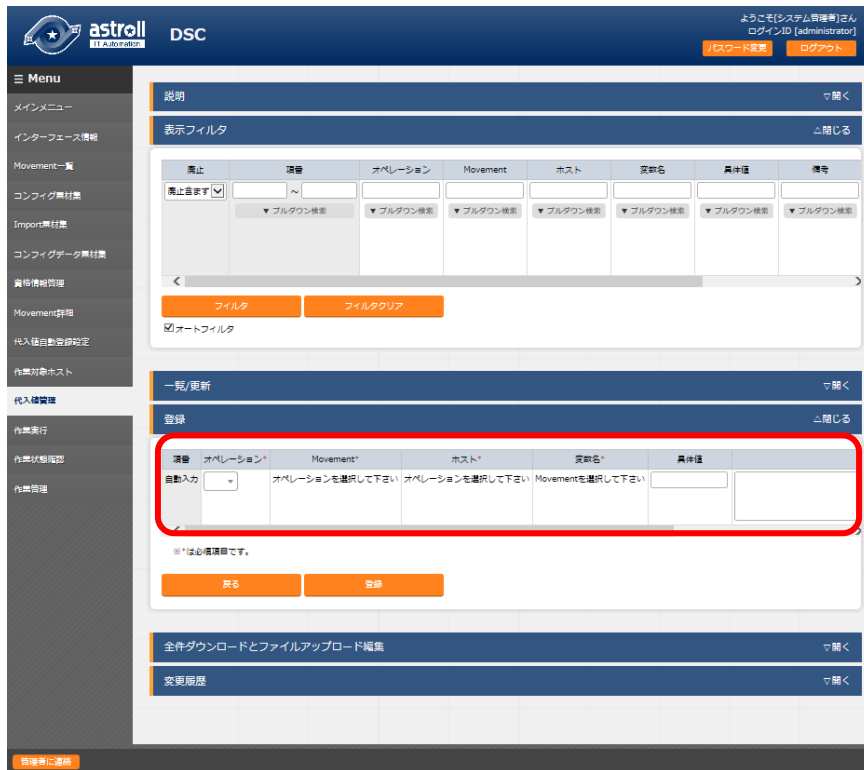 astroll
IT Automation
DSC
ようこそ[システム管理者]さん
ログインID [administrator]
パスワード変更 ログアウト
☰ Menu
メインメニュー
インターフェース情報
Movement一覧
コンフィグ素材集
Import素材集
コンフィグデータ素材集
資格情報管理
Movement詳細
代入値自動登録設定
作業対象ホスト
代入値管理
作業実行
作業状態確認
作業管理
説明 ▽開く
表示フィルタ △閉じる
廃止 項番 オペレーション Movement ホスト 変数名 具体値 備考
廃止含まず ～
▼ プルダウン検索 ▼ プルダウン検索 ▼ プルダウン検索 ▼ プルダウン検索 ▼ プルダウン検索 ▼ プルダウン検索 ▼ プルダウン検索
フィルタ フィルタクリア
オートフィルタ
一覧/更新 ▽開く
登録 △閉じる
項番 オペレーション* Movement* ホスト* 変数名* 具体値
自動入力 オペレーションを選択して下さい オペレーションを選択して下さい Movementを選択して下さい
※*は必須項目です。
戻る 登録
全件ダウンロードとファイルアップロード編集 ▽開く
変更履歴 ▽開く
管理者に連絡